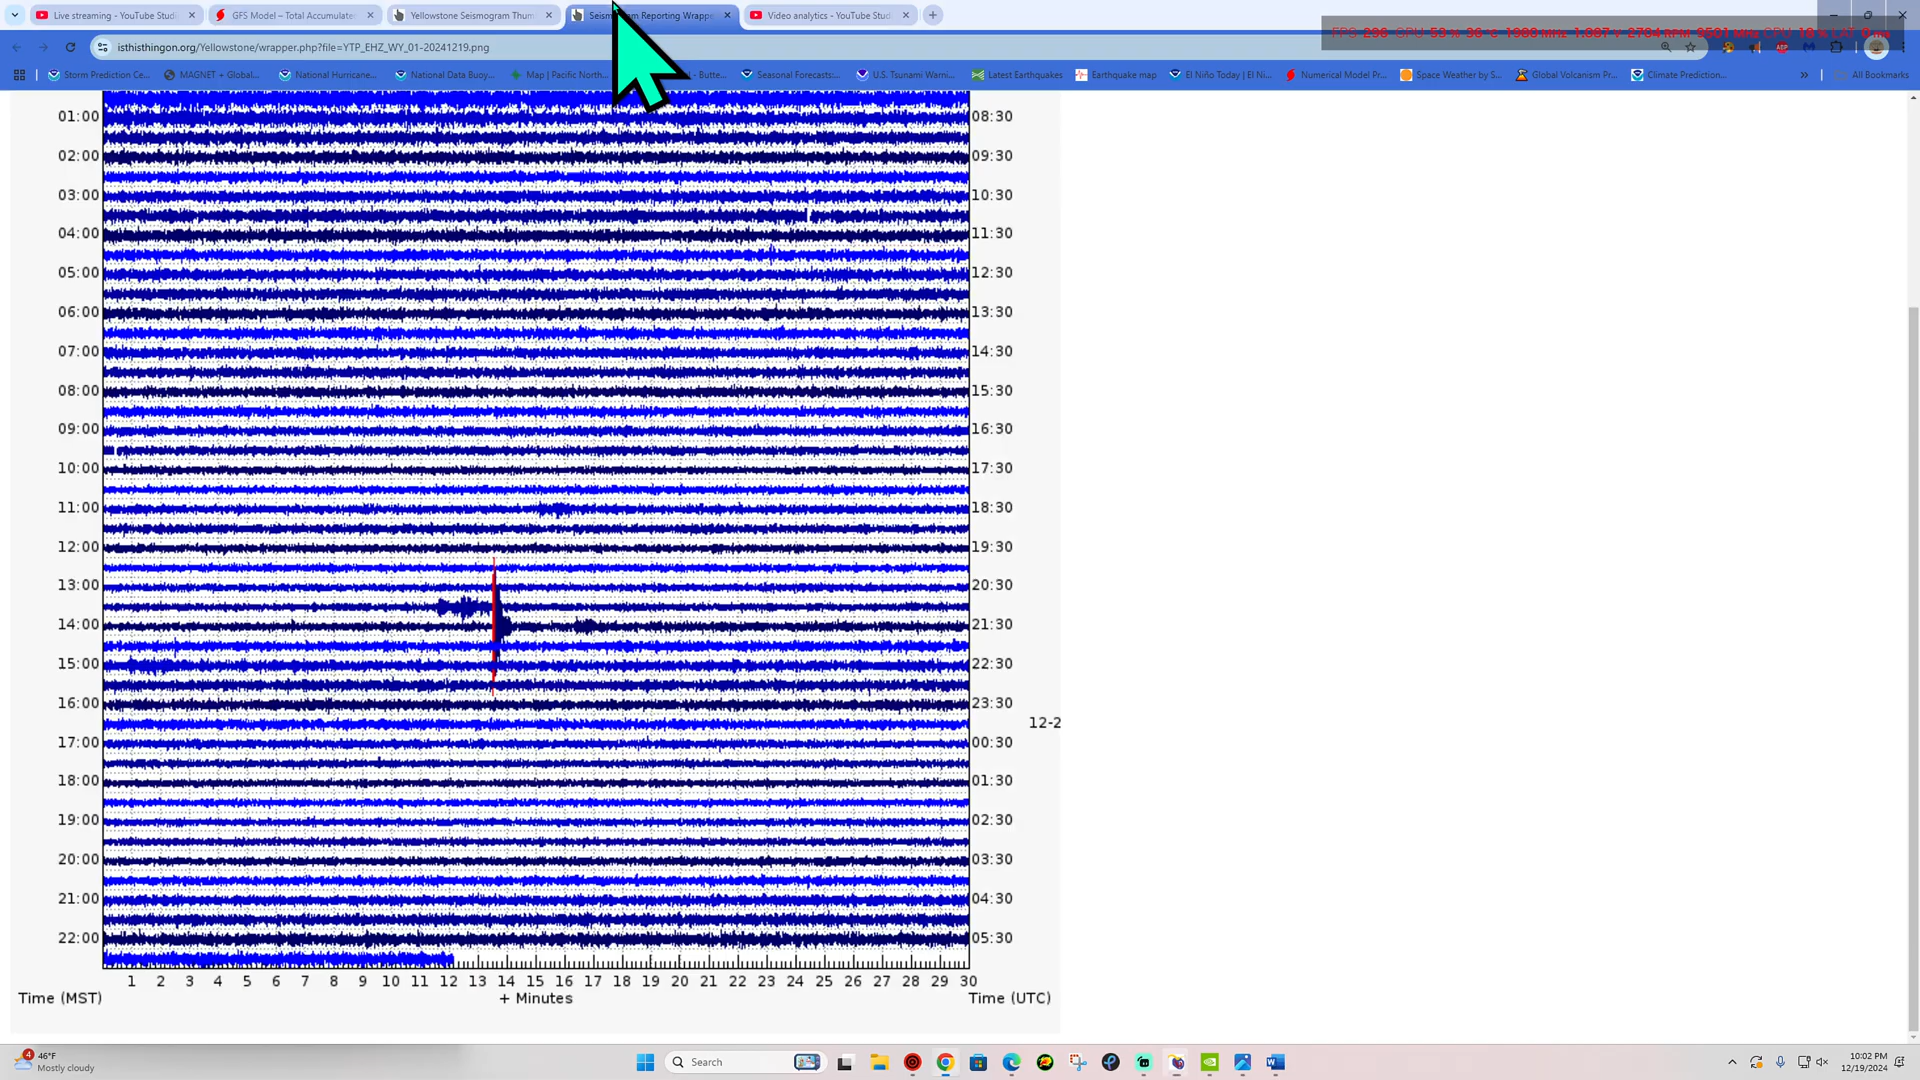 Live streaming - YouTube Studi
GFS Model – Total Accumulate
Yellowstone Seismogram Thum
Seis m Reporting Wrappe
Video analytics - YouTube Stud
isthisthingon.org/Yellowstone/wrapper.php?file=YTP_EHZ_WY_01-20241219.png
Storm Prediction Ce...
MAGNET + Global...
National Hurricane...
National Data Buoy...
Map | Pacific North...
- Butte...
Seasonal Forecasts:...
U.S. Tsunami Warni...
Latest Earthquakes
Earthquake map
El Niño Today | El Ni...
Numerical Model Pr...
Space Weather by S...
Global Volcanism Pr...
Climate Prediction...
» All Bookmarks
01:00 08:30
02:00 09:30
03:00 10:30
04:00 11:30
05:00 12:30
06:00 13:30
07:00 14:30
08:00 15:30
09:00 16:30
10:00 17:30
11:00 18:30
12:00 19:30
13:00 20:30
14:00 21:30
15:00 22:30
16:00 23:30
12-2
17:00 00:30
18:00 01:30
19:00 02:30
20:00 03:30
21:00 04:30
22:00 05:30
1 2 3 4 5 6 7 8 9 10 11 12 13 14 15 16 17 18 19 20 21 22 23 24 25 26 27 28 29 30
Time (MST) + Minutes Time (UTC)
4
46°F
Mostly cloudy
Search
10:02 PM
12/19/2024